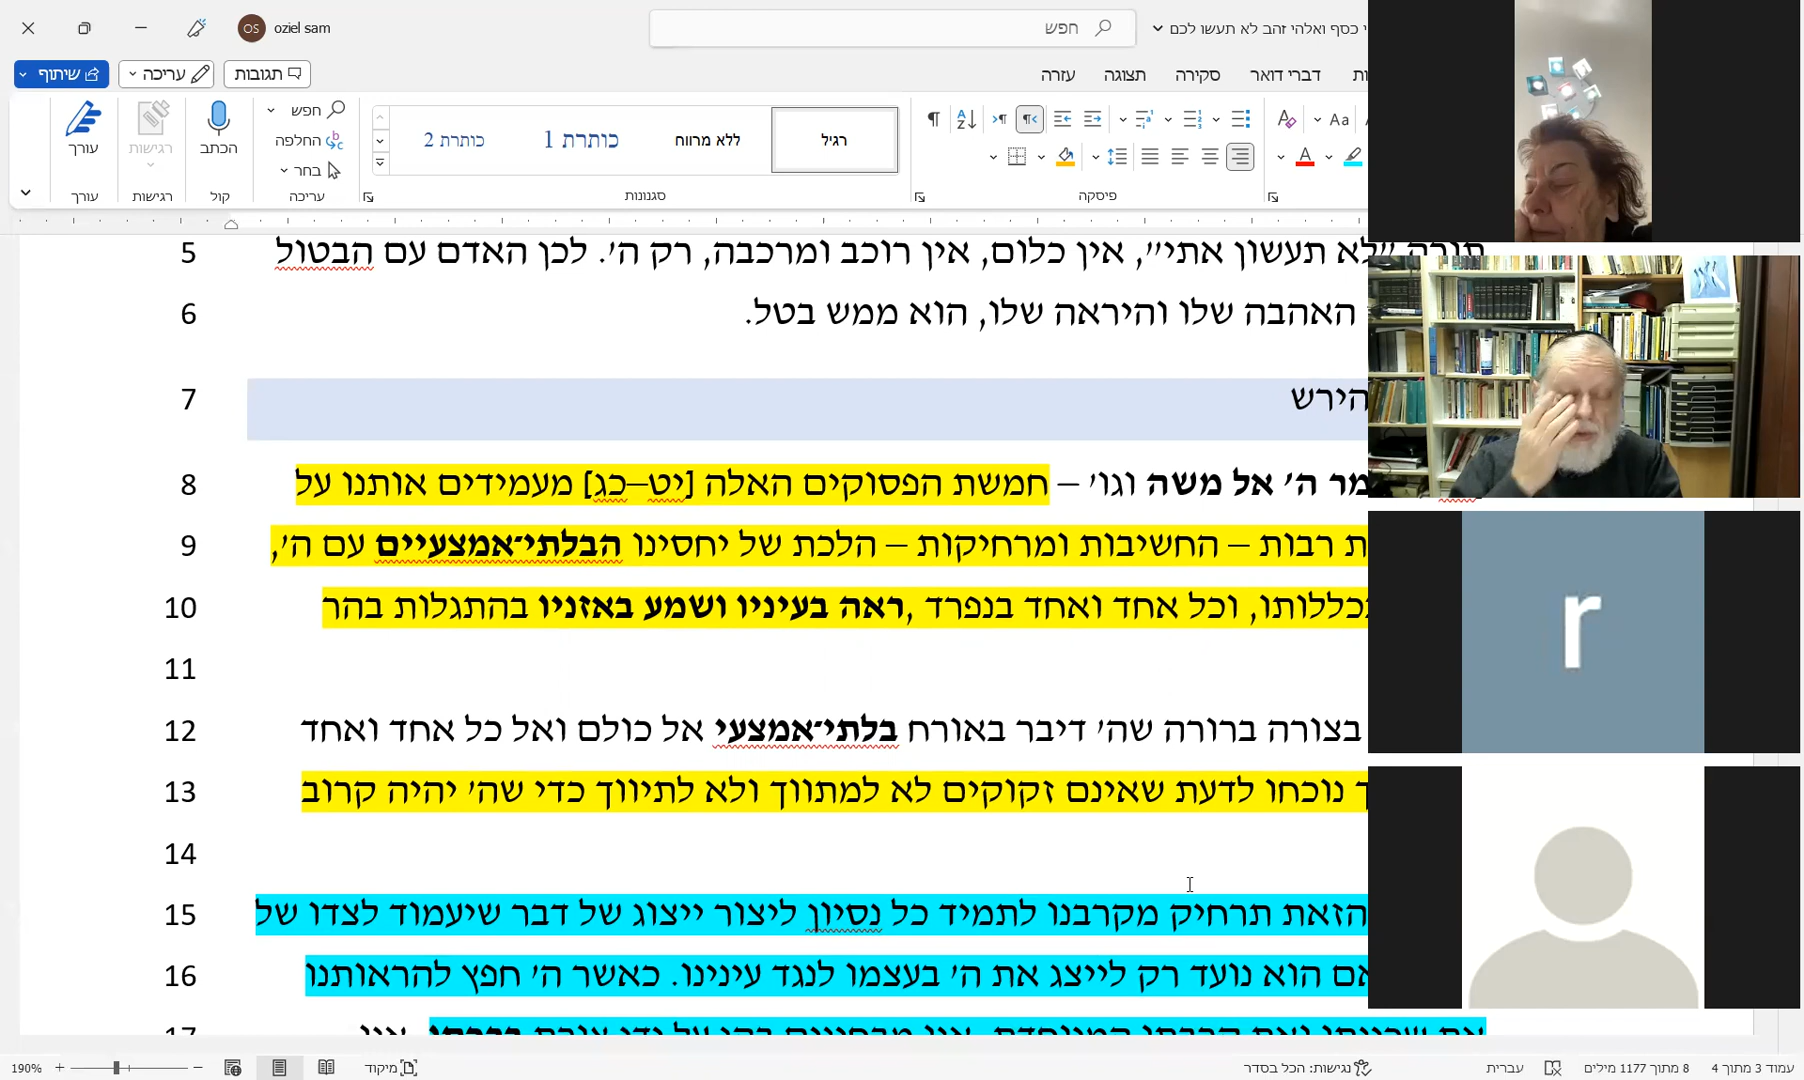 oziel sam
OS
חפש
י כסף ואלהי זהב לא תעשו לכם
שיתוף
עריכה
תגובות
דברי דואר
סקירה
תצוגה
עזרה
עורך
רגישות
הכתב
חפש
החלפה
בחר
כותרת 2
כותרת 1
ללא מרווח
רגיל
Aa
עורך
רגישות
קול
עריכה
סגנונות
פיסקה
5 תורה ״לא תעשון אתי״, אין כלום, אין רוכב ומרכבה, רק ה׳. לכן האדם עם הבטול
6 האהבה שלו והיראה שלו, הוא ממש בטל.
7 הירש
8 מר ה׳ אל משה וגו׳ – חמשת הפסוקים האלה [יט–כג] מעמידים אותנו על
9 ת רבות – החשיבות ומרחיקות – הלכת של יחסינו הבלתי־אמצעיים עם ה׳,
10 כללותו, וכל אחד ואחד בנפרד, ראה בעיניו ושמע באזניו בהתגלות בהר
11
12 בצורה ברורה שה׳ דיבר באורח בלתי־אמצעי אל כולם ואל כל אחד ואחד
13 ך נוכחו לדעת שאינם זקוקים לא למתווך ולא לתיווך כדי שה׳ יהיה קרוב
14
15 הזאת תרחיק מקרבנו לתמיד כל נסיון ליצור ייצוג של דבר שיעמוד לצדו של
16 אם הוא נועד רק לייצג את ה׳ בעצמו לנגד עינינו. כאשר ה׳ חפץ להראותנו
17
r
190%
מיקוד
נגישות: הכל בסדר
עברית
8 מתוך 1177 מילים
עמוד 3 מתוך 4